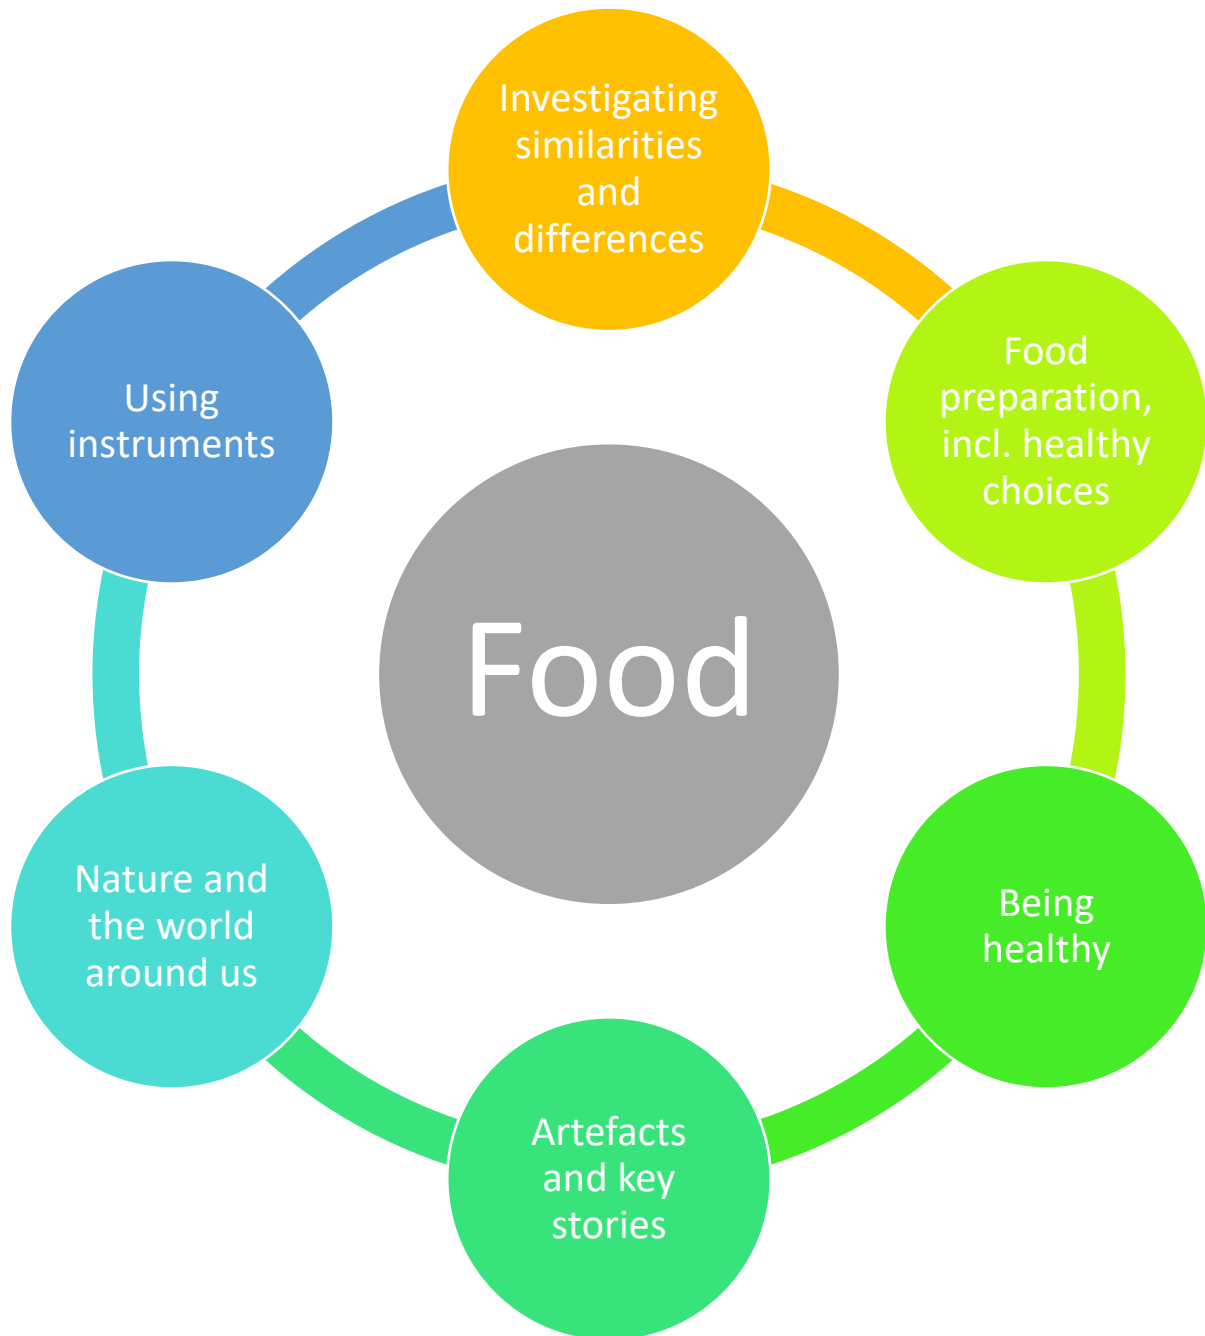 Investigating
similarities
and
differences
Food
preparation,
incl. healthy
choices
Being
healthy
Artefacts
and key
stories
Nature and
the world
around us
Using
instruments
Food